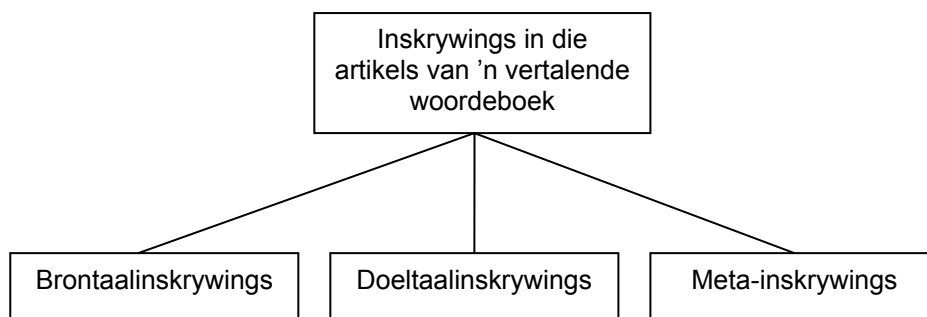 Inskrywings in die
artikels van ’n vertalende
woordeboek
Brontaalinskrywings
Doeltaalinskrywings
Meta-inskrywings